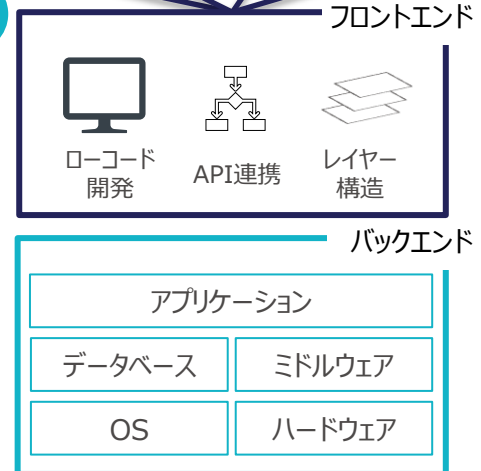 フロントエンド
ローコード
開発
API連携
レイヤー
構造
バックエンド
アプリケーション
データベース
ミドルウェア
OS
ハードウェア